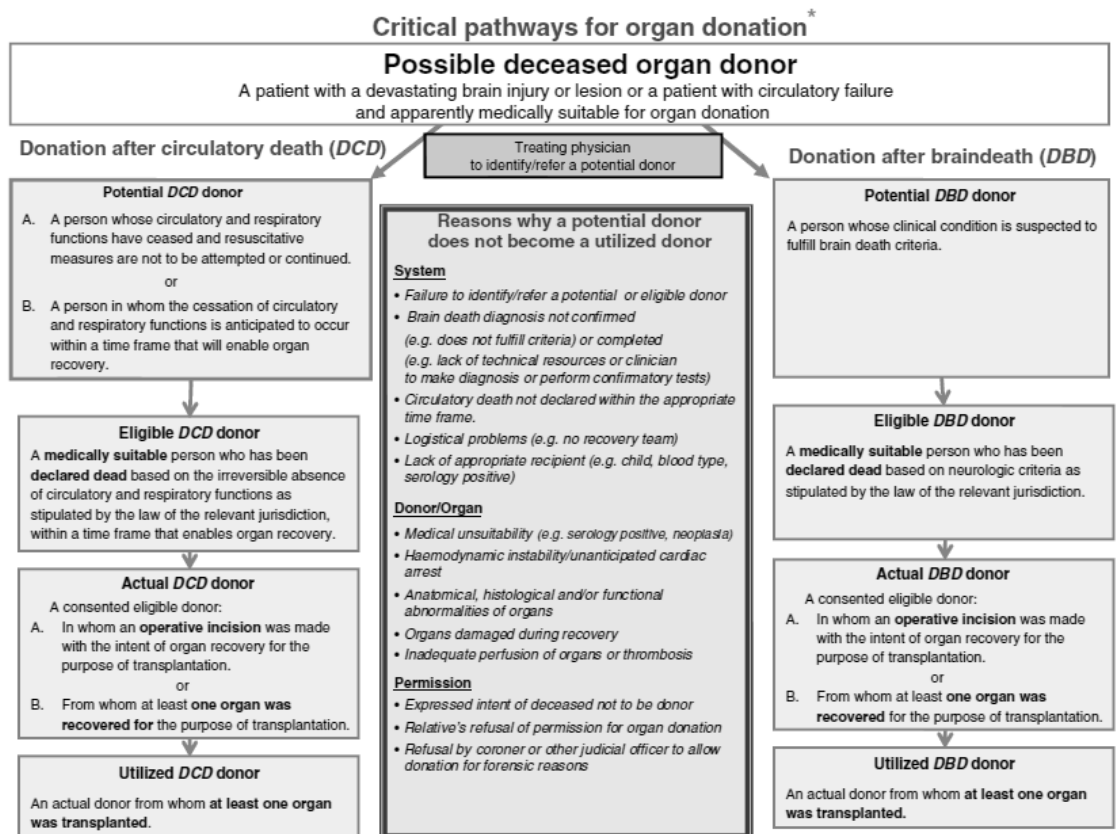 Critical pathways for organ donation*
Possible deceased organ donor
A patient with a devastating brain injury or lesion or a patient with circulatory failure
and apparently medically suitable for organ donation
Treating physician
to identify/refer a potential donor
Donation after circulatory death (DCD)
Potential DCD donor
A. A person whose circulatory and respiratory
functions have ceased and resuscitative
measures are not to be attempted or continued.
or
B. A person in whom the cessation of circulatory
and respiratory functions is anticipated to occur
within a time frame that will enable organ
recovery.
Eligible DCD donor
A medically suitable person who has been
declared dead based on the irreversible absence
of circulatory and respiratory functions as
stipulated by the law of the relevant jurisdiction,
within a time frame that enables organ recovery.
Actual DCD donor
A consented eligible donor:
A. In whom an operative incision was made
with the intent of organ recovery for the
purpose of transplantation.
or
B. From whom at least one organ was
recovered for the purpose of transplantation.
Utilized DCD donor
An actual donor from whom at least one organ
was transplanted.
Reasons why a potential donor
does not become a utilized donor
System
• Failure to identify/refer a potential or eligible donor
• Brain death diagnosis not confirmed
(e.g. does not fulfill criteria) or completed
(e.g. lack of technical resources or clinician
to make diagnosis or perform confirmatory tests)
• Circulatory death not declared within the appropriate
time frame.
• Logistical problems (e.g. no recovery team)
• Lack of appropriate recipient (e.g. child, blood type,
serology positive)
Donor/Organ
• Medical unsuitability (e.g. serology positive, neoplasia)
• Haemodynamic instability/unanticipated cardiac
arrest
• Anatomical, histological and/or functional
abnormalities of organs
• Organs damaged during recovery
• Inadequate perfusion of organs or thrombosis
Permission
• Expressed intent of deceased not to be donor
• Relative's refusal of permission for organ donation
• Refusal by coroner or other judicial officer to allow
donation for forensic reasons
Donation after braindeath (DBD)
Potential DBD donor
A person whose clinical condition is suspected to
fulfill brain death criteria.
Eligible DBD donor
A medically suitable person who has been
declared dead based on neurologic criteria as
stipulated by the law of the relevant jurisdiction.
Actual DBD donor
A consented eligible donor:
A. In whom an operative incision was made
with the intent of organ recovery for the
purpose of transplantation.
or
B. From whom at least one organ was
recovered for the purpose of transplantation.
Utilized DBD donor
An actual donor from whom at least one organ
was transplanted.